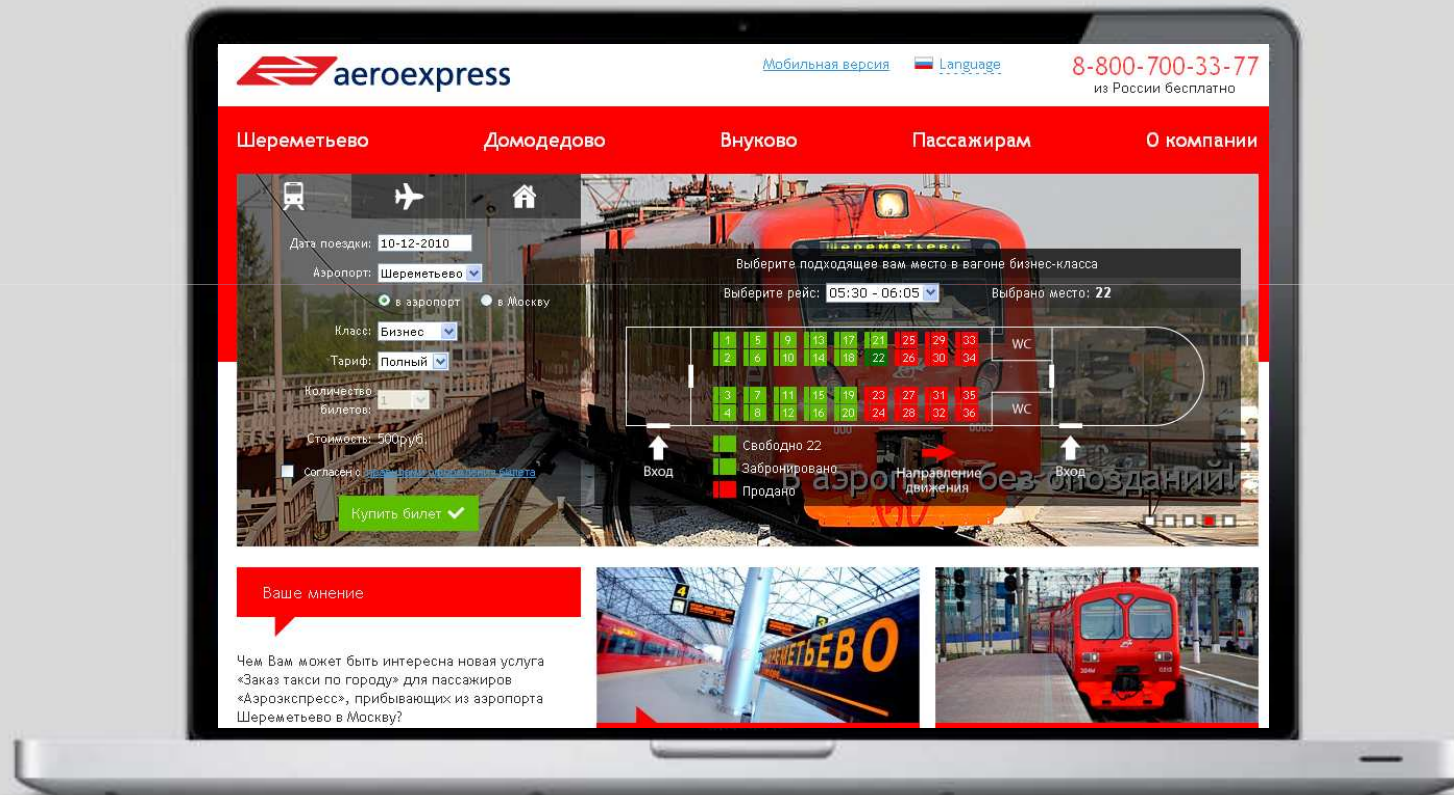 aeroexpress
Мобильная версия
Language
8-800-700-33-77
из России бесплатно
Шереметьево
Домодедово
Внуково
Пассажирам
О компании
Дата поездки: 10-12-2010
Аэропорт: Шереметьево
в аэропорт в Москву
Класс: Бизнес
Тариф: Полный
Количество
билетов: 1
Стоимость: 500руб.
Согласен с правилами оформления билета
Купить билет
Шереметьево
Выберите подходящее вам место в вагоне бизнес-класса
Выберите рейс: 05:30 - 06:05 Выбрано место: 22
1 5 9 13 17 21 25 29 33 WC
2 6 10 14 18 22 26 30 34
3 7 11 15 19 23 27 31 35
4 8 12 16 20 24 28 32 36 WC
Вход
Свободно 22
Забронировано
Продано
Направление
движения
Вход
В аэропорт без опозданий!
Ваше мнение
Чем Вам может быть интересна новая услуга
«Заказ такси по городу» для пассажиров
«Аэроэкспресс», прибывающих из аэропорта
Шереметьево в Москву?
4
3
ШЕРЕМЕТЬЕВО